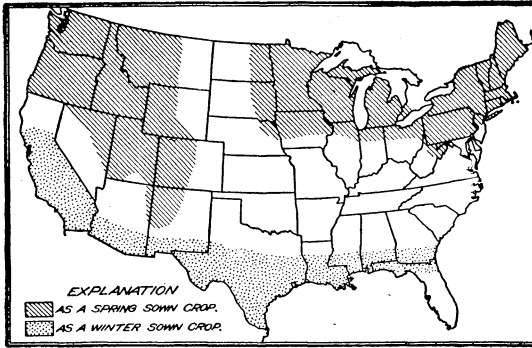 EXPLANATION
AS A SPRING SOWN CROP.
AS A WINTER SOWN CROP.